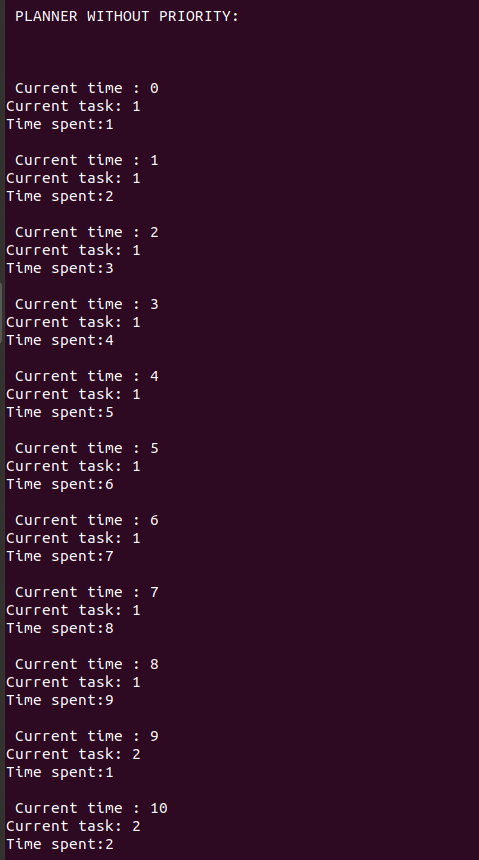 PLANNER WITHOUT PRIORITY:
Current time : 0
Current task: 1
Time spent:1
Current time : 1
Current task: 1
Time spent:2
Current time : 2
Current task: 1
Time spent:3
Current time : 3
Current task: 1
Time spent:4
Current time : 4
Current task: 1
Time spent:5
Current time : 5
Current task: 1
Time spent:6
Current time : 6
Current task: 1
Time spent:7
Current time : 7
Current task: 1
Time spent:8
Current time : 8
Current task: 1
Time spent:9
Current time : 9
Current task: 2
Time spent:1
Current time : 10
Current task: 2
Time spent:2